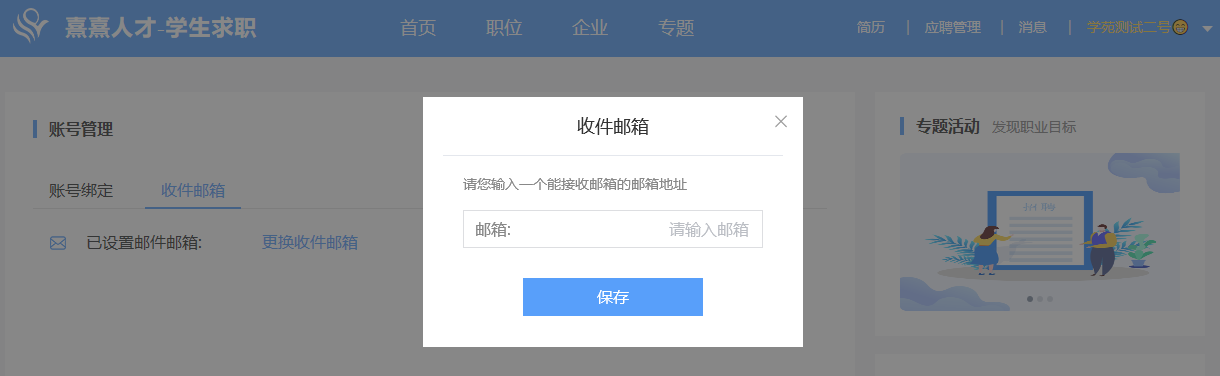 熹熹人才-学生求职
首页
职位
企业
专题
简历
应聘管理
消息
学苑测试二号😁
账号管理
账号绑定
收件邮箱
已设置邮件邮箱:
更换收件邮箱
收件邮箱
请您输入一个能接收邮箱的邮箱地址
邮箱:
请输入邮箱
保存
专题活动
发现职业目标